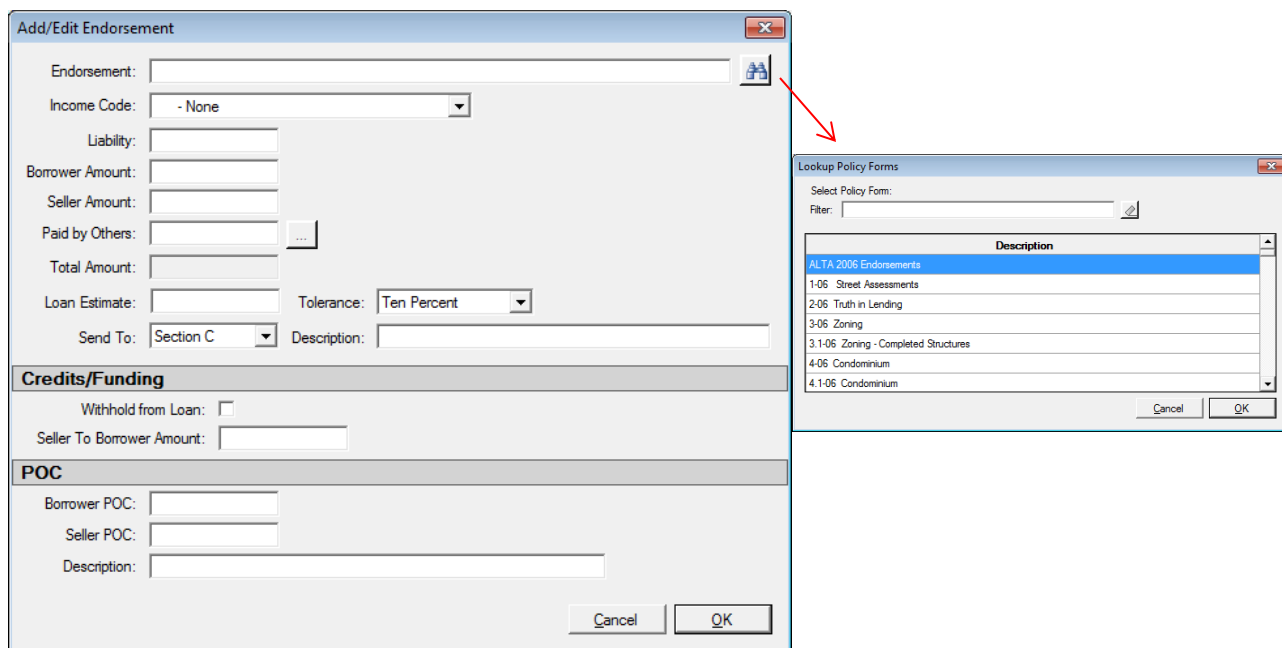 Add/Edit Endorsement
Endorsement:
Income Code: - None
Liability:
Borrower Amount:
Seller Amount:
Paid by Others: ...
Total Amount:
Loan Estimate: Tolerance: Ten Percent
Send To: Section C Description:
Credits/Funding
Withhold from Loan:
Seller To Borrower Amount:
POC
Borrower POC:
Seller POC:
Description:
Cancel OK
Lookup Policy Forms
Select Policy Form:
Filter:
Description
ALTA 2006 Endorsements
1-06 Street Assessments
2-06 Truth in Lending
3-06 Zoning
3.1-06 Zoning - Completed Structures
4-06 Condominium
4.1-06 Condominium
Cancel OK